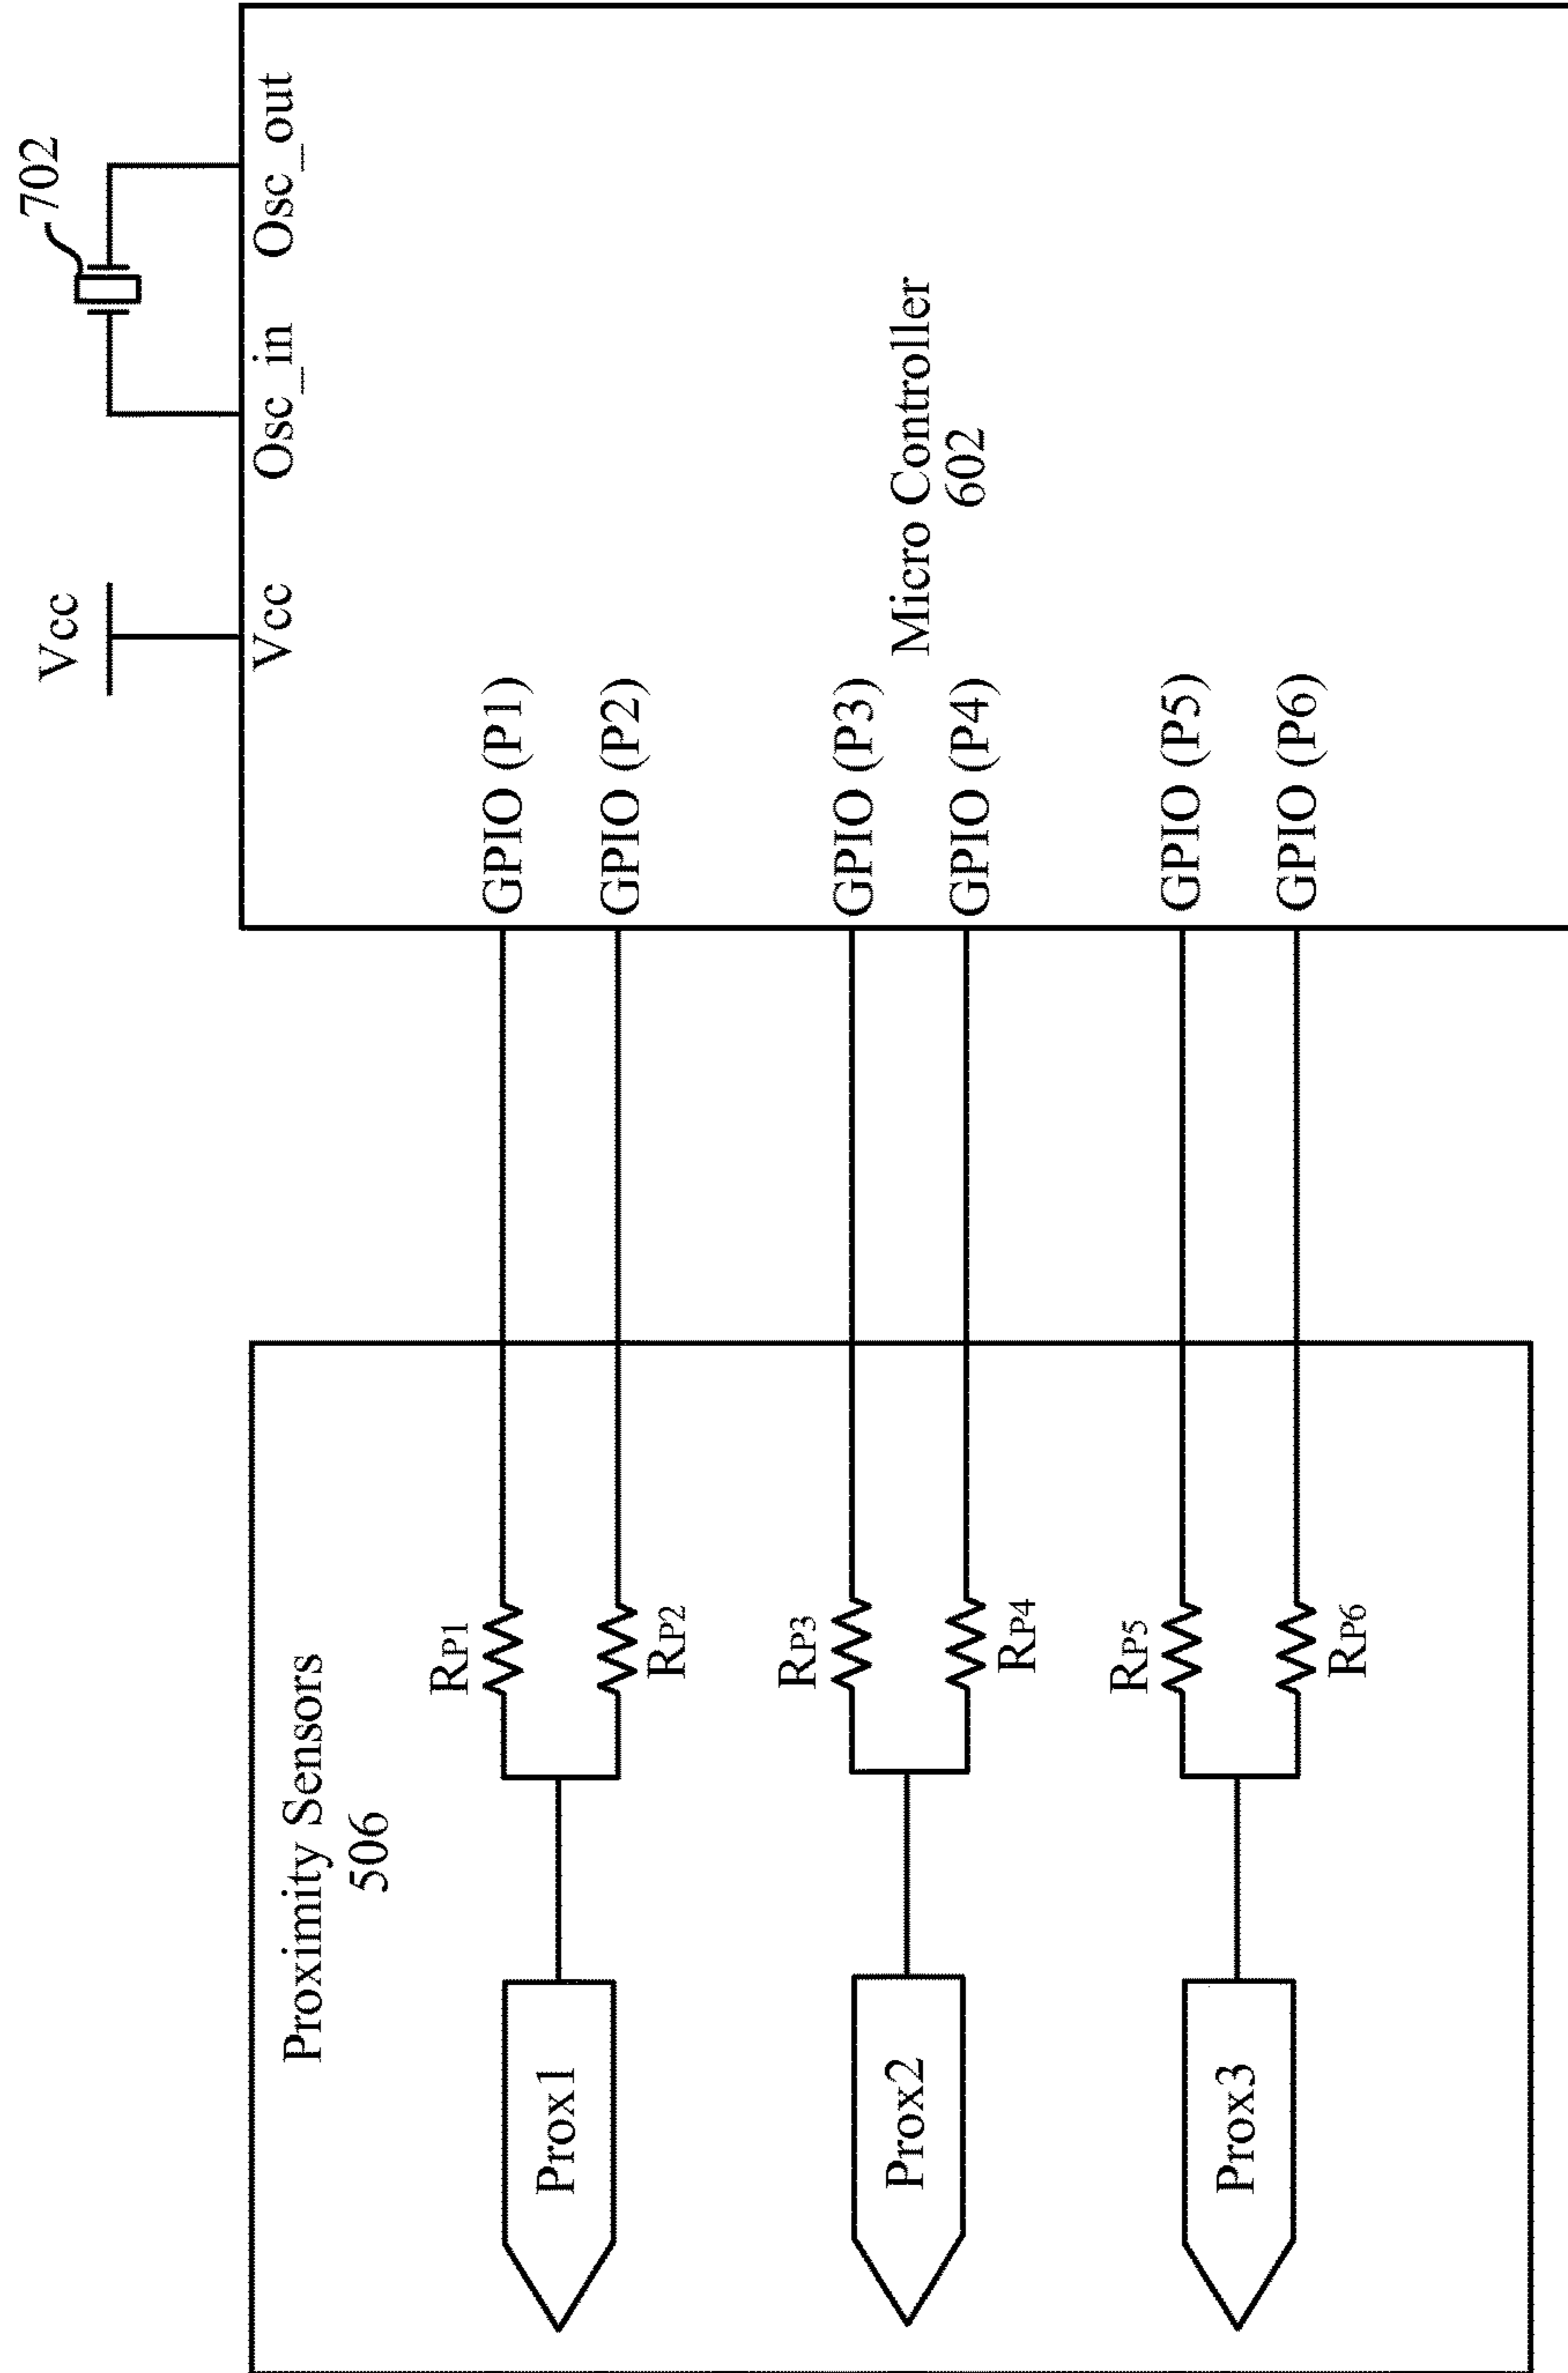 702
Vcc
Vcc
Osc_in
Osc_out
Proximity Sensors
506
Prox1
RP1
RP2
GPIO (P1)
GPIO (P2)
Prox2
RP3
RP4
GPIO (P3)
GPIO (P4)
Micro Controller
602
Prox3
RP5
RP6
GPIO (P5)
GPIO (P6)